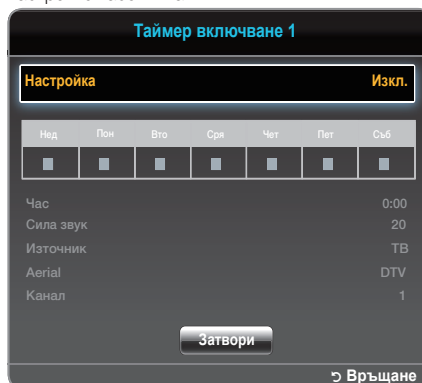 Таймер включване 1
Настройка Изкл.
Нед Пон Вто Сря Чет Пет Съб
Час 0:00
Сила звук 20
Източник ТВ
Aerial DTV
Канал 1
Затвори
Връщане